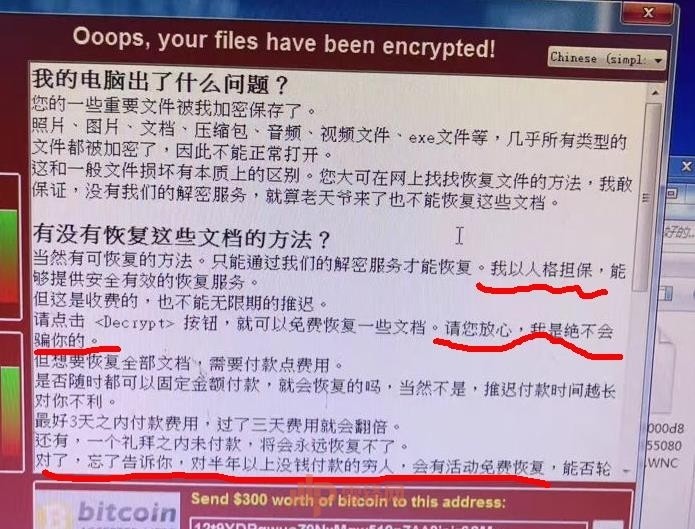 Ooops, your files have been encrypted!
Chinese (simpl:
我的电脑出了什么问题？
您的一些重要文件被我加密保存了。
照片、图片、文档、压缩包、音频、视频文件、exe文件等，几乎所有类型的
文件都被加密了，因此不能正常打开。
这和一般文件损坏有本质上的区别。您大可在网上找找恢复文件的方法，我敢
保证，没有我们的解密服务，就算老天爷来了也不能恢复这些文档。
有没有恢复这些文档的方法？
当然有可恢复的方法。只能通过我们的解密服务才能恢复。我以人格担保，能
够提供安全有效的恢复服务。
但这是收费的，也不能无限期的推迟。
请点击 <Decrypt> 按钮，就可以免费恢复一些文档。请您放心，我是绝不会
骗你的。
但想要恢复全部文档，需要付款点费用。
是否随时都可以固定金额付款，就会恢复的吗，当然不是，推迟付款时间越长
对你不利。
最好3天之内付款费用，过了三天费用就会翻倍。
还有，一个礼拜之内未付款，将会永远恢复不了。
对了，忘了告诉你，对半年以上没钱付款的穷人，会有活动免费恢复，能否轮
000d8
55080
.WNC
bitcoin
Send $300 worth of bitcoin to this address: